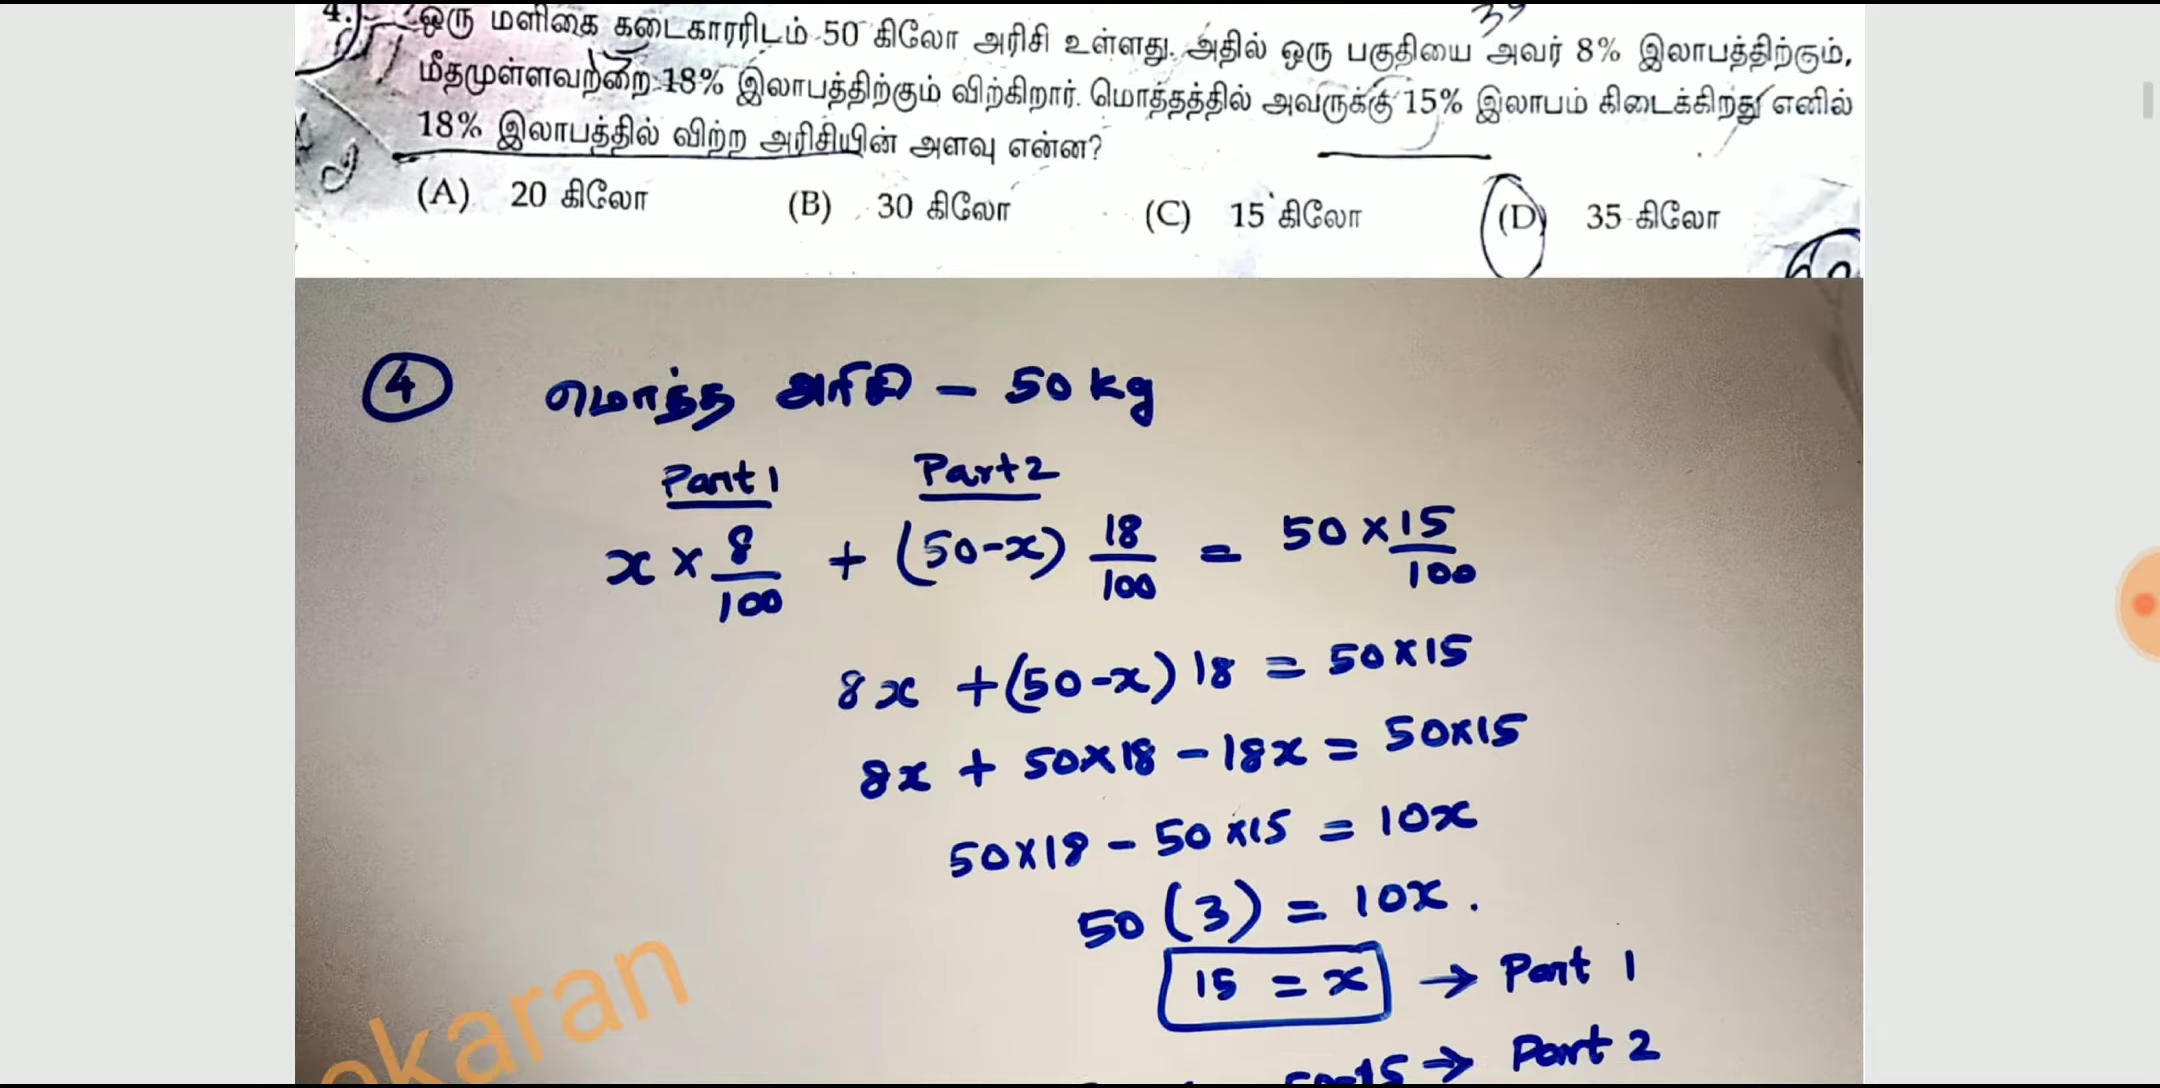 4. ஒரு மளிகை கடைகாரரிடம் 50 கிலோ அரிசி உள்ளது. அதில் ஒரு பகுதியை அவர் 8% இலாபத்திற்கும்,
மீதமுள்ளவற்றை 18% இலாபத்திற்கும் விற்கிறார். மொத்தத்தில் அவருக்கு 15% இலாபம் கிடைக்கிறது எனில்
18% இலாபத்தில் விற்ற அரிசியின் அளவு என்ன?
(A) 20 கிலோ (B) 30 கிலோ (C) 15 கிலோ (D) 35 கிலோ
4 மொத்த அரிசி - 50 kg
Part 1 Part 2
x × 8/100 + (50-x) 18/100 = 50 × 15/100
8x + (50-x) 18 = 50×15
8x + 50×18 - 18x = 50×15
50×18 - 50×15 = 10x
50 (3) = 10x.
15 = x → Part 1
50-15 → Part 2
okaran